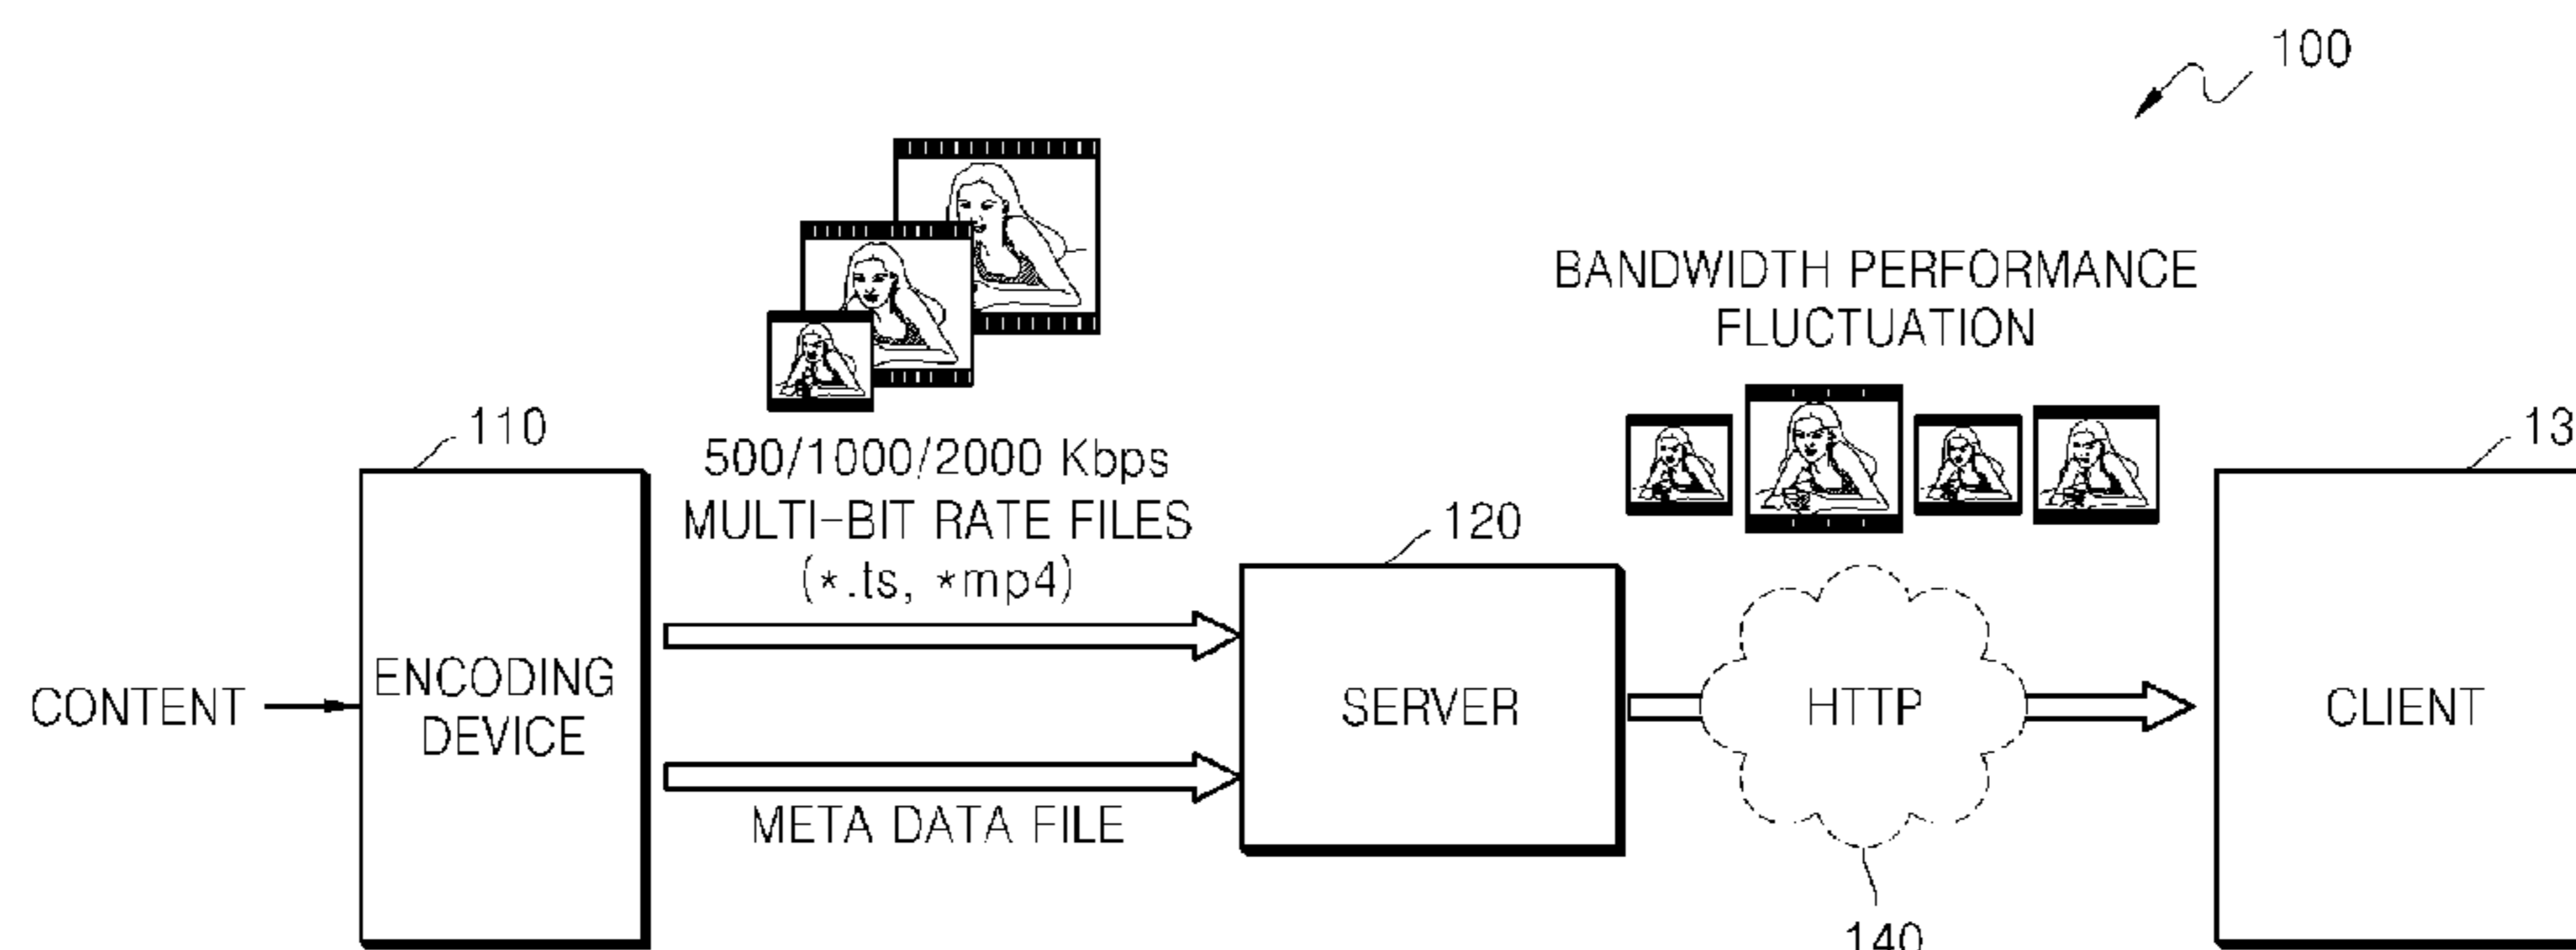 100
BANDWIDTH PERFORMANCE
FLUCTUATION
110
500/1000/2000 Kbps
MULTI-BIT RATE FILES
(*.ts, *mp4)
120
13
CONTENT
ENCODING
DEVICE
SERVER
HTTP
CLIENT
META DATA FILE
140